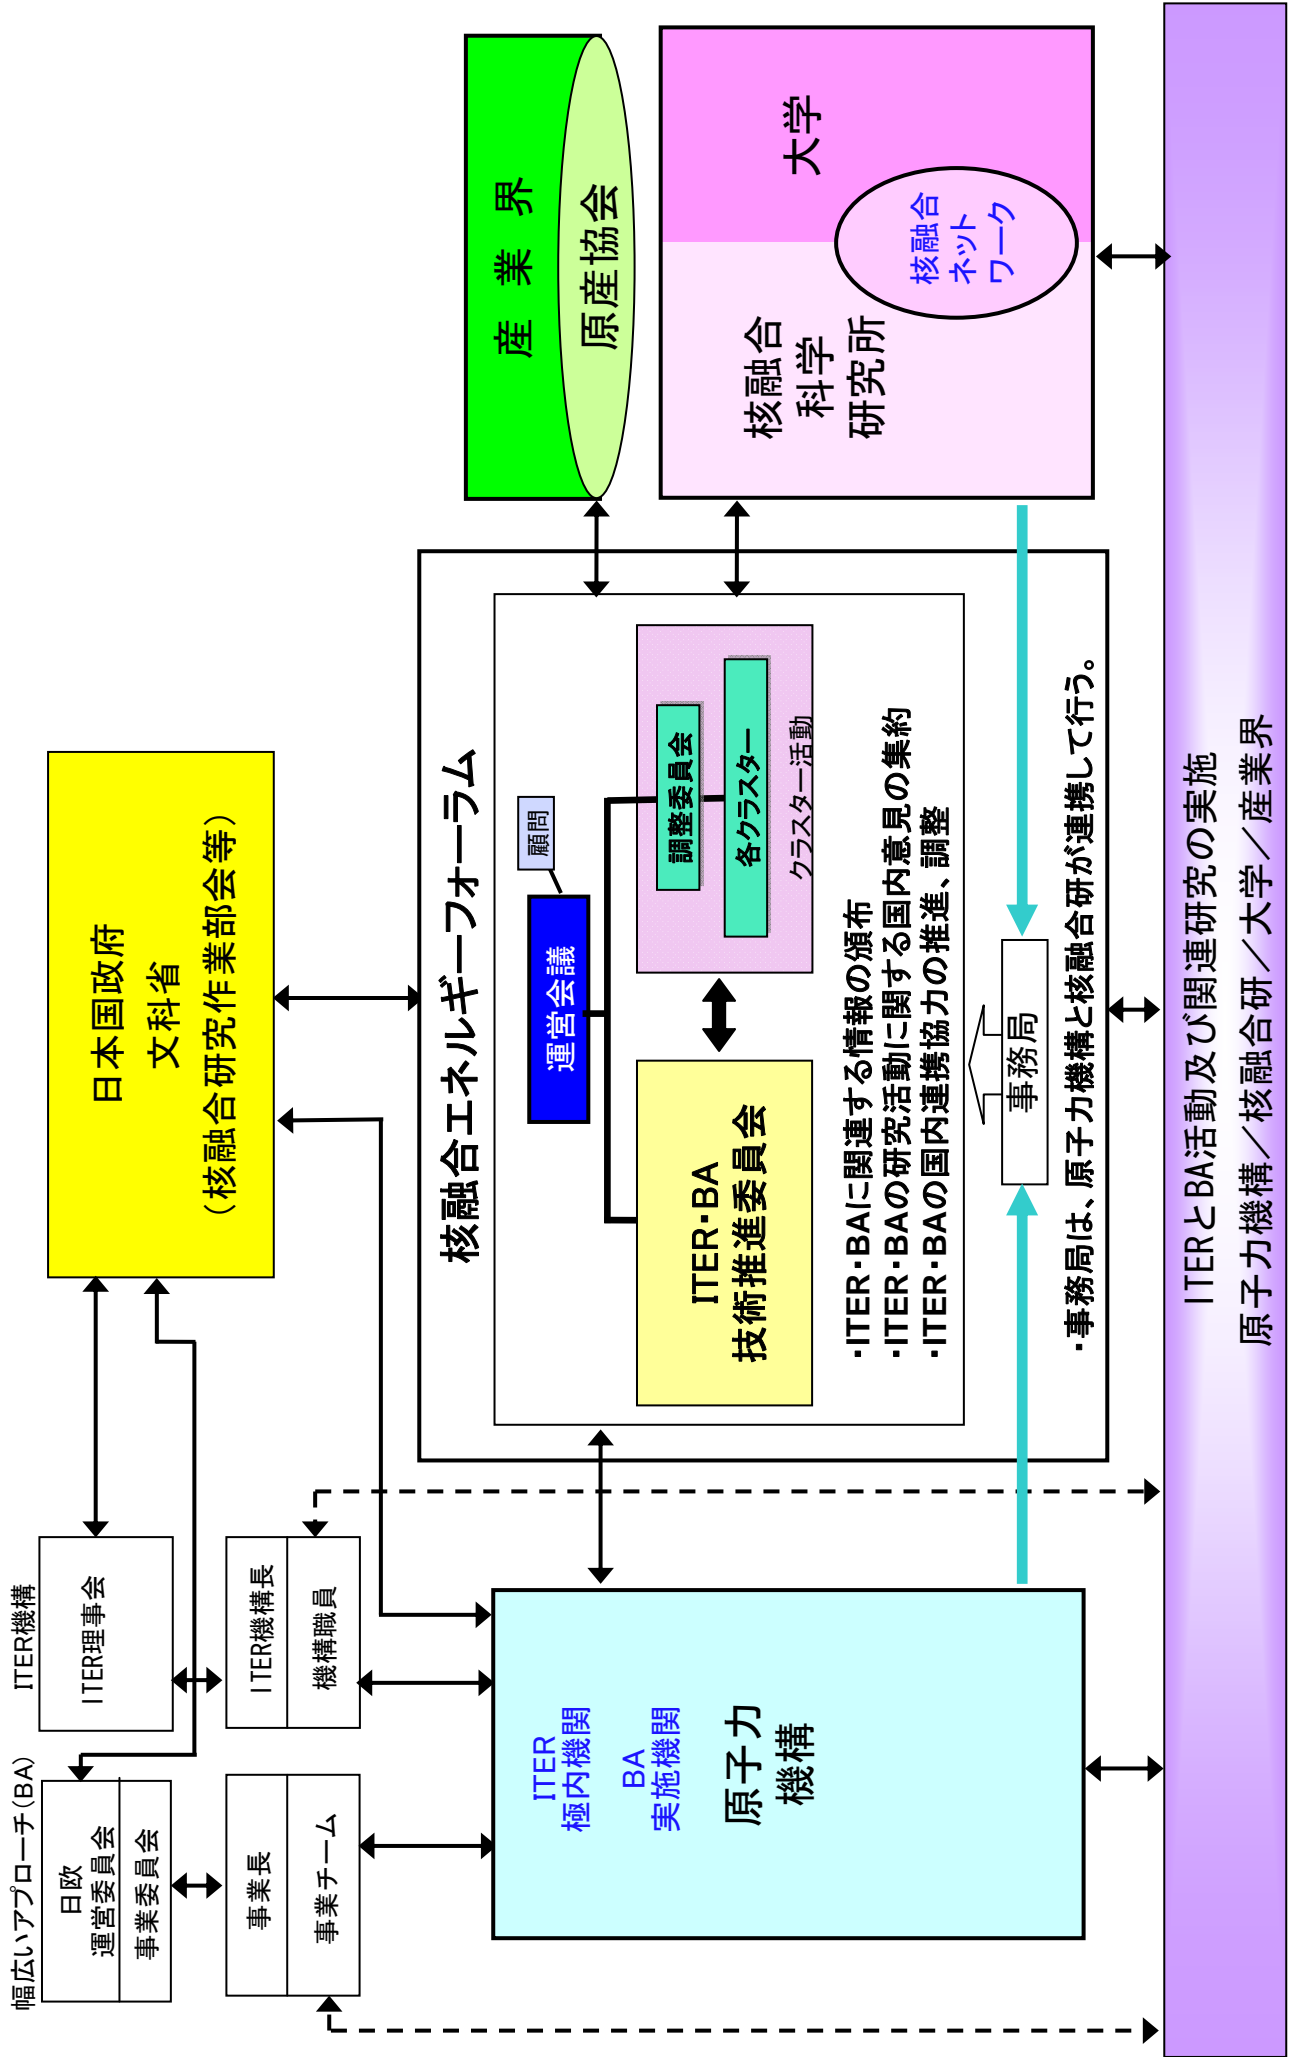 幅広いアプローチ(BA)
日欧
運営委員会
事業委員会
事業長
事業チーム
ITER機構
ITER理事会
ITER機構長
機構職員
日本国政府
文科省
(核融合研究作業部会等)
ITER
極内機関
BA
実施機関
原子力
機構
核融合エネルギーフォーラム
顧問
運営会議
ITER・BA
技術推進委員会
調整委員会
各クラスター
クラスター活動
・ITER・BAに関連する情報の頒布
・ITER・BAの研究活動に関する国内意見の集約
・ITER・BAの国内連携協力の推進、調整
事務局
・事務局は、原子力機構と核融合研が連携して行う。
産業界
原産協会
核融合
科学
研究所
大学
核融合
ネット
ワーク
ITERとBA活動及び関連研究の実施
原子力機構/核融合研/大学/産業界